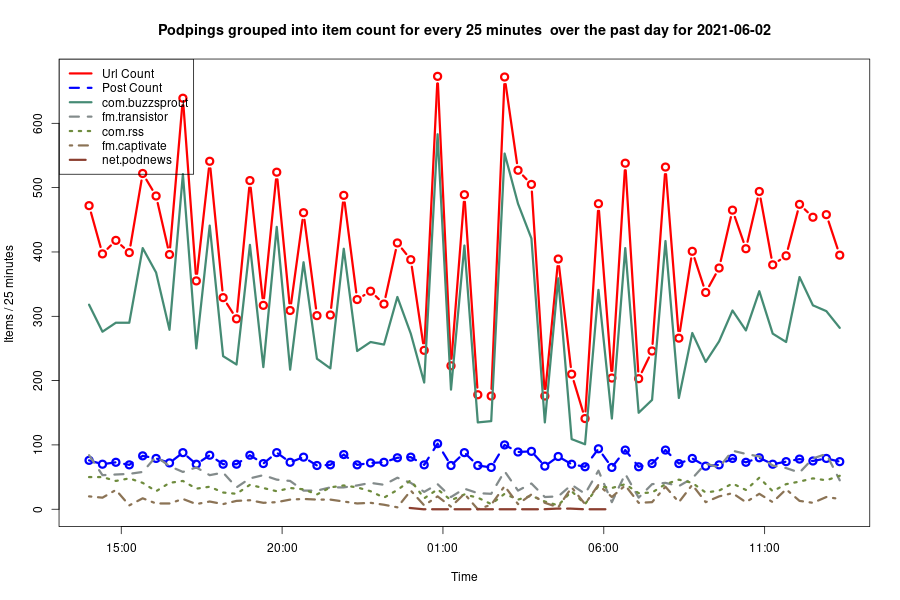 Podpings grouped into item count for every 25 minutes  over the past day for 2021-06-02
Url Count
Post Count
com.buzzsprout
fm.transistor
com.rss
fm.captivate
net.podnews
Items / 25 minutes
600
500
400
300
200
100
0
15:00
20:00
01:00
06:00
11:00
Time